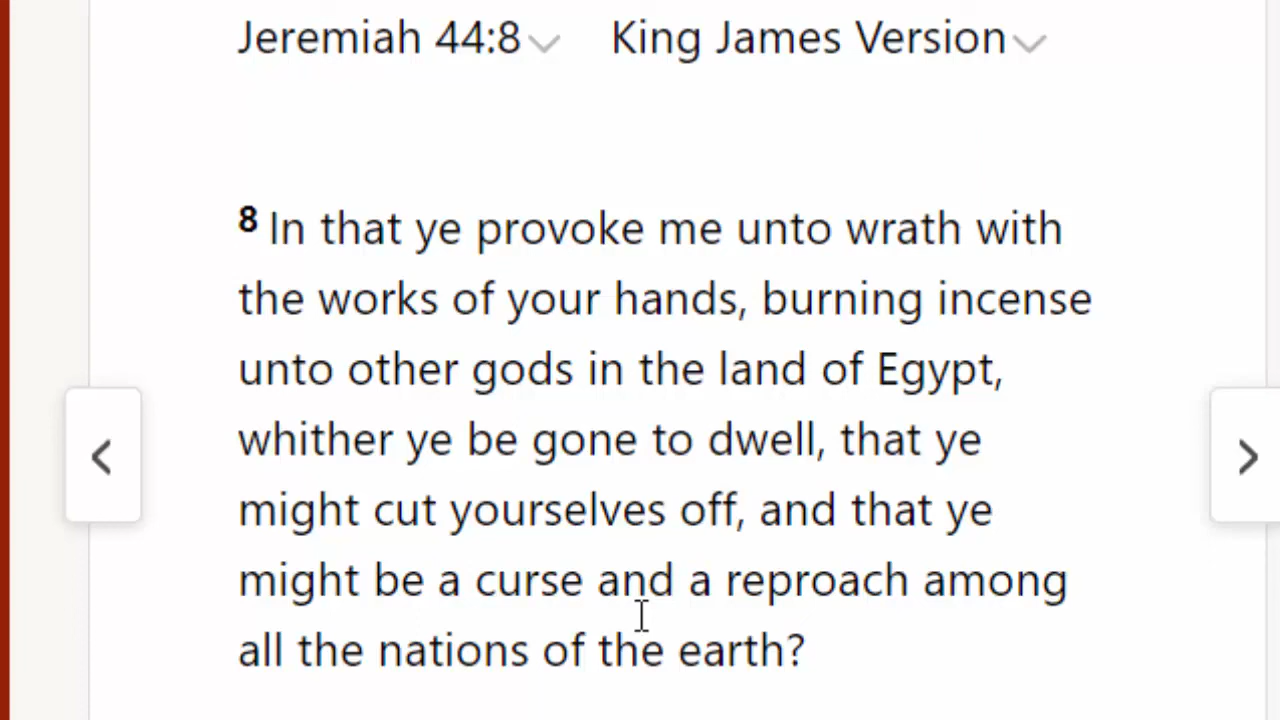 Jeremiah 44:8 King James Version
8 In that ye provoke me unto wrath with
the works of your hands, burning incense
unto other gods in the land of Egypt,
whither ye be gone to dwell, that ye
might cut yourselves off, and that ye
might be a curse and a reproach among
all the nations of the earth?